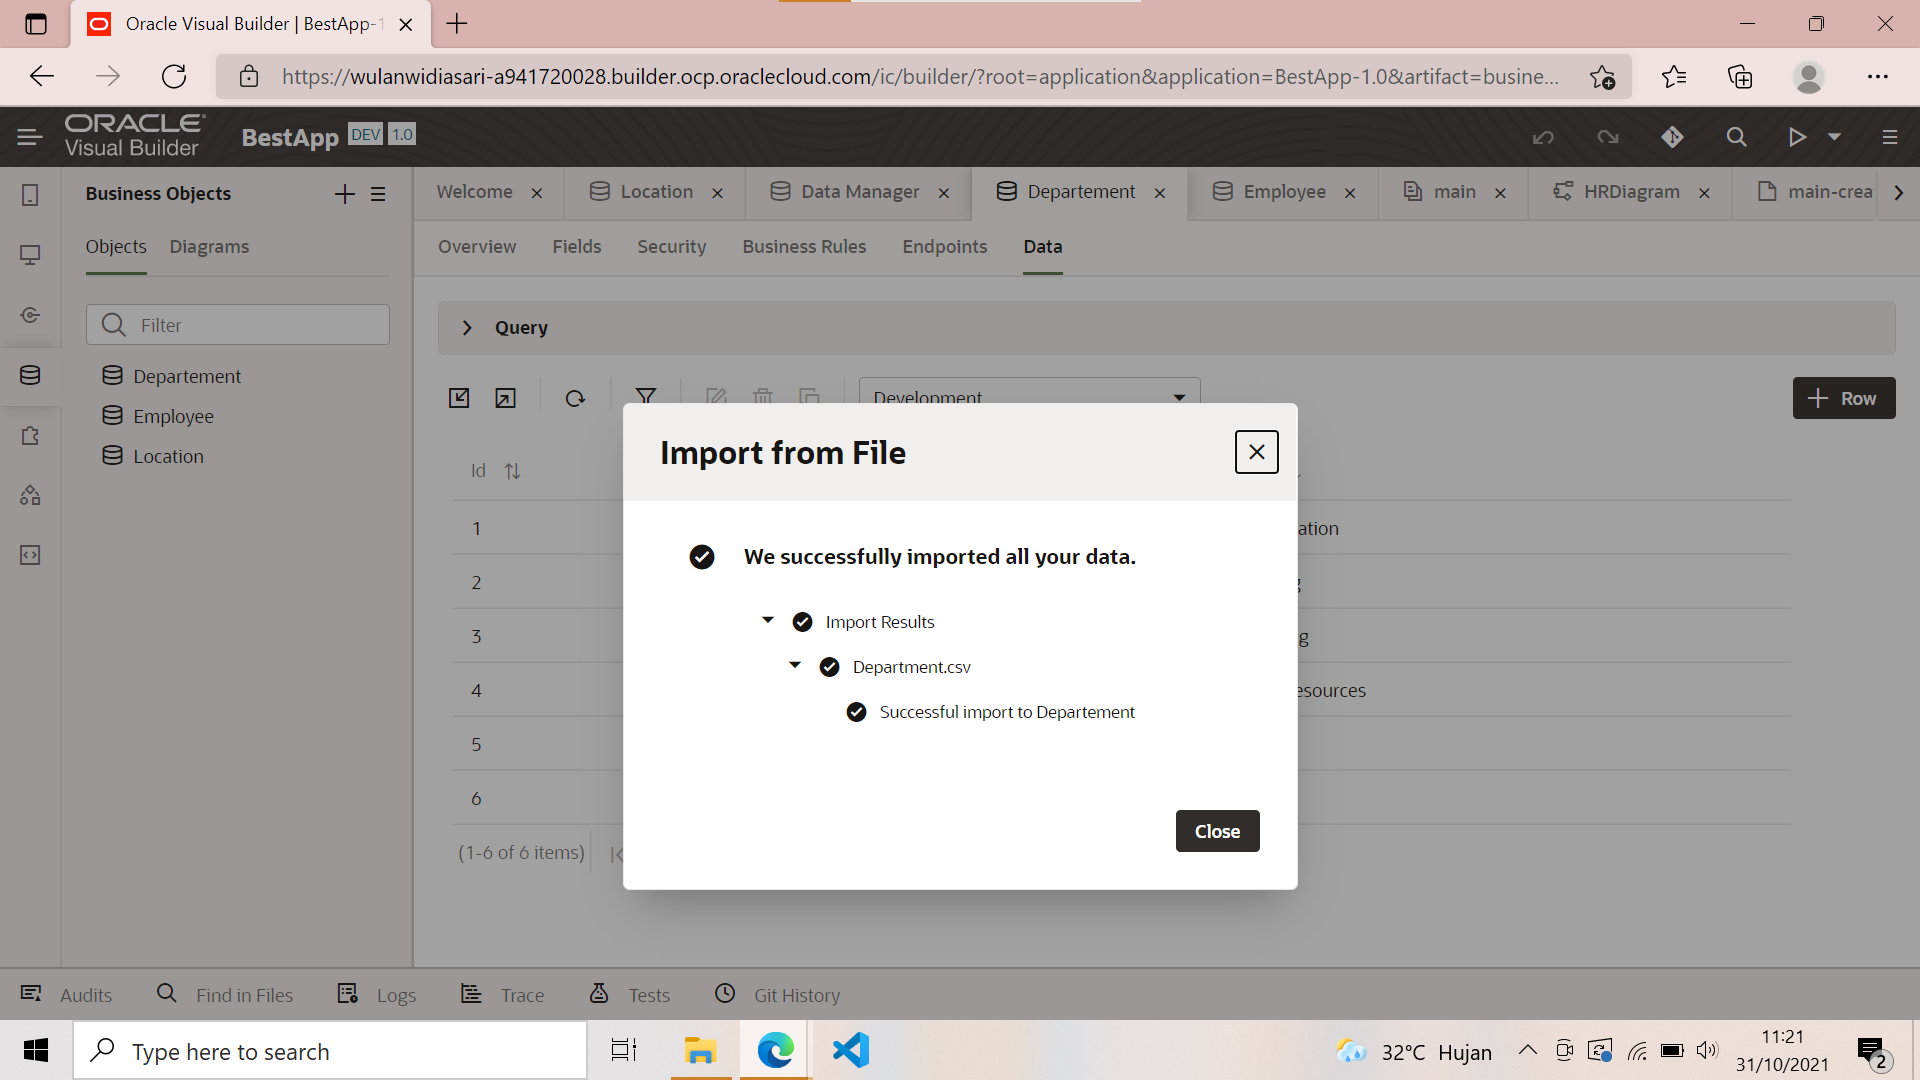 Oracle Visual Builder | BestApp-1
https://wulanwidiasari-a941720028.builder.ocp.oraclecloud.com/ic/builder/?root=application&application=BestApp-1.0&artifact=busine...
ORACLE
Visual Builder
BestApp DEV 1.0
Business Objects
Welcome
Location
Data Manager
Departement
Employee
main
HRDiagram
main-crea
Objects
Diagrams
Overview
Fields
Security
Business Rules
Endpoints
Data
Filter
Query
Departement
Employee
Location
Development
Row
Import from File
Id
1
ation
2
g
3
g
4
esources
5
6
We successfully imported all your data.
Import Results
Department.csv
Successful import to Departement
Close
(1-6 of 6 items)
Audits
Find in Files
Logs
Trace
Tests
Git History
Type here to search
32°C Hujan
11:21
31/10/2021
2